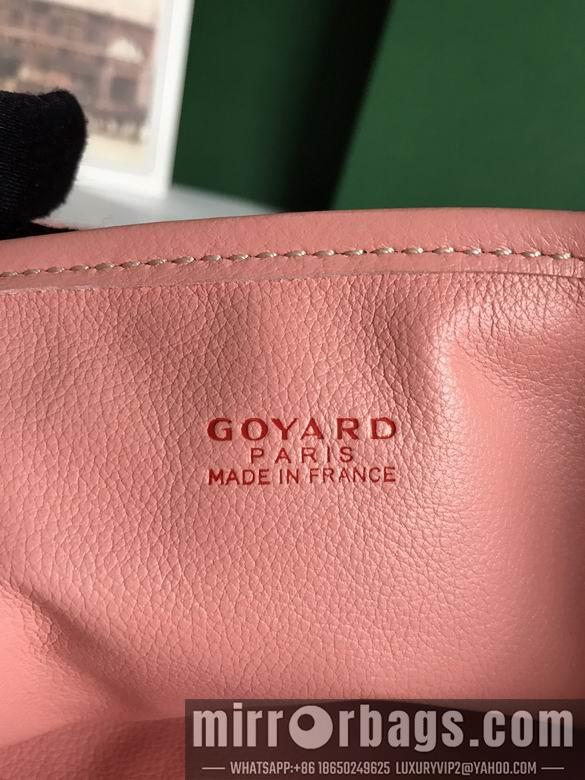 GOYARD
PARIS
MADE IN FRANCE
mirrorbags.com
WHATSAPP:+86 18650249625 LUXURYVIP2@YAHOO.COM